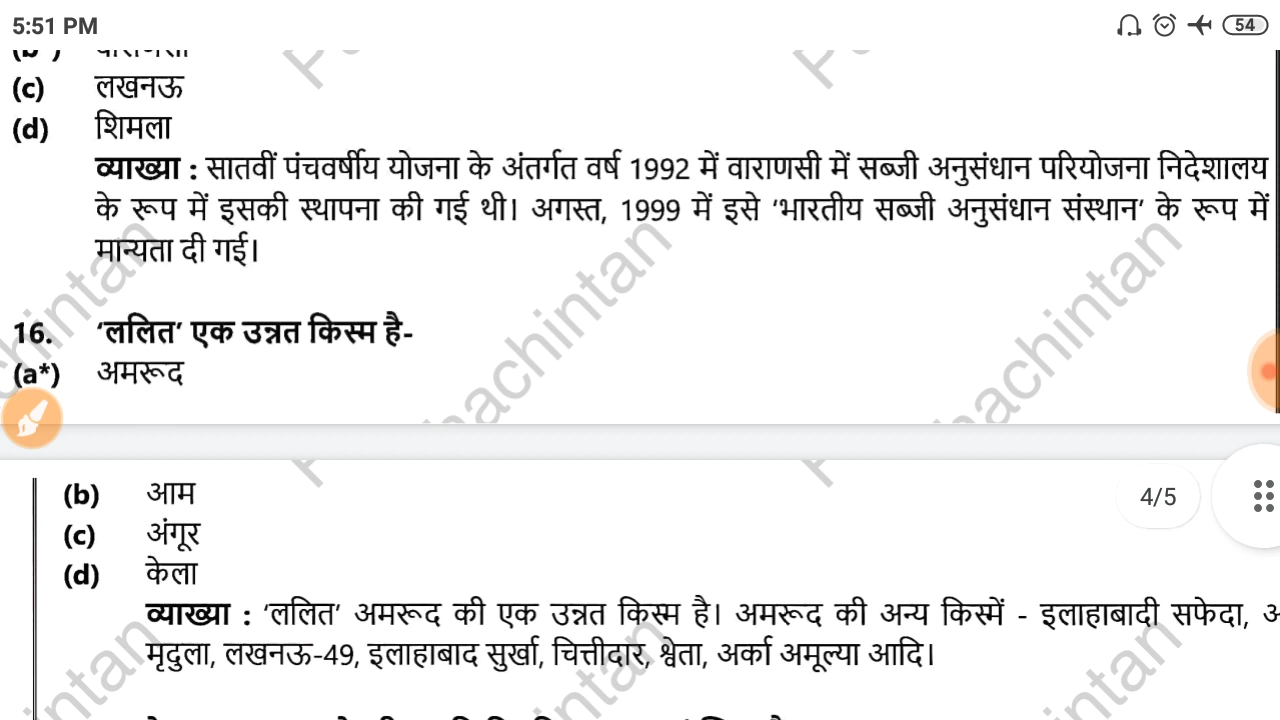 5:51 PM
54
(c) लखनऊ
(d) शिमला
व्याख्या : सातवीं पंचवर्षीय योजना के अंतर्गत वर्ष 1992 में वाराणसी में सब्जी अनुसंधान परियोजना निदेशालय
के रूप में इसकी स्थापना की गई थी। अगस्त, 1999 में इसे ‘भारतीय सब्जी अनुसंधान संस्थान’ के रूप में
मान्यता दी गई।
16. ‘ललित’ एक उन्नत किस्म है-
(a*) अमरूद
(b) आम
4/5
(c) अंगूर
(d) केला
व्याख्या : ‘ललित’ अमरूद की एक उन्नत किस्म है। अमरूद की अन्य किस्में - इलाहाबादी सफेदा,
मृदुला, लखनऊ-49, इलाहाबाद सुर्खा, चित्तीदार, श्वेता, अर्का अमूल्या आदि।